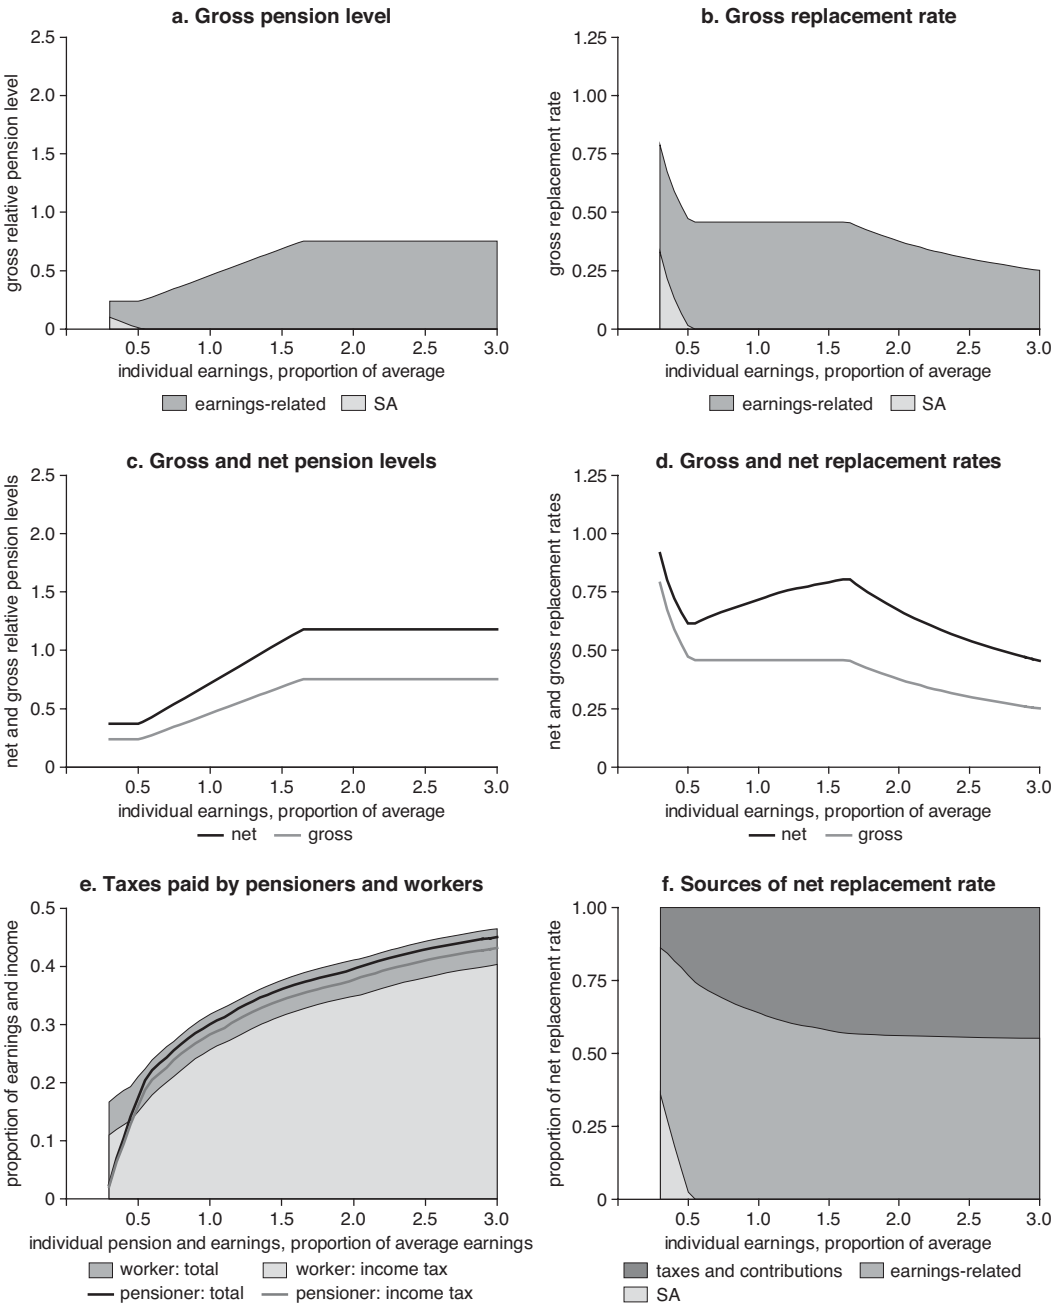 a. Gross pension level
gross relative pension level
2.5
2.0
1.5
1.0
0.5
0
0.5 1.0 1.5 2.0 2.5 3.0
individual earnings, proportion of average
earnings-related SA
b. Gross replacement rate
gross replacement rate
1.25
1.00
0.75
0.50
0.25
0
0.5 1.0 1.5 2.0 2.5 3.0
individual earnings, proportion of average
earnings-related SA
c. Gross and net pension levels
net and gross relative pension levels
2.5
2.0
1.5
1.0
0.5
0
0.5 1.0 1.5 2.0 2.5 3.0
individual earnings, proportion of average
net gross
d. Gross and net replacement rates
net and gross replacement rates
1.25
1.00
0.75
0.50
0.25
0
0.5 1.0 1.5 2.0 2.5 3.0
individual earnings, proportion of average
net gross
e. Taxes paid by pensioners and workers
proportion of earnings and income
0.5
0.4
0.3
0.2
0.1
0
0.5 1.0 1.5 2.0 2.5 3.0
individual pension and earnings, proportion of average earnings
worker: total worker: income tax
pensioner: total pensioner: income tax
f. Sources of net replacement rate
proportion of net replacement rate
1.00
0.75
0.50
0.25
0
0.5 1.0 1.5 2.0 2.5 3.0
individual earnings, proportion of average
taxes and contributions earnings-related
SA